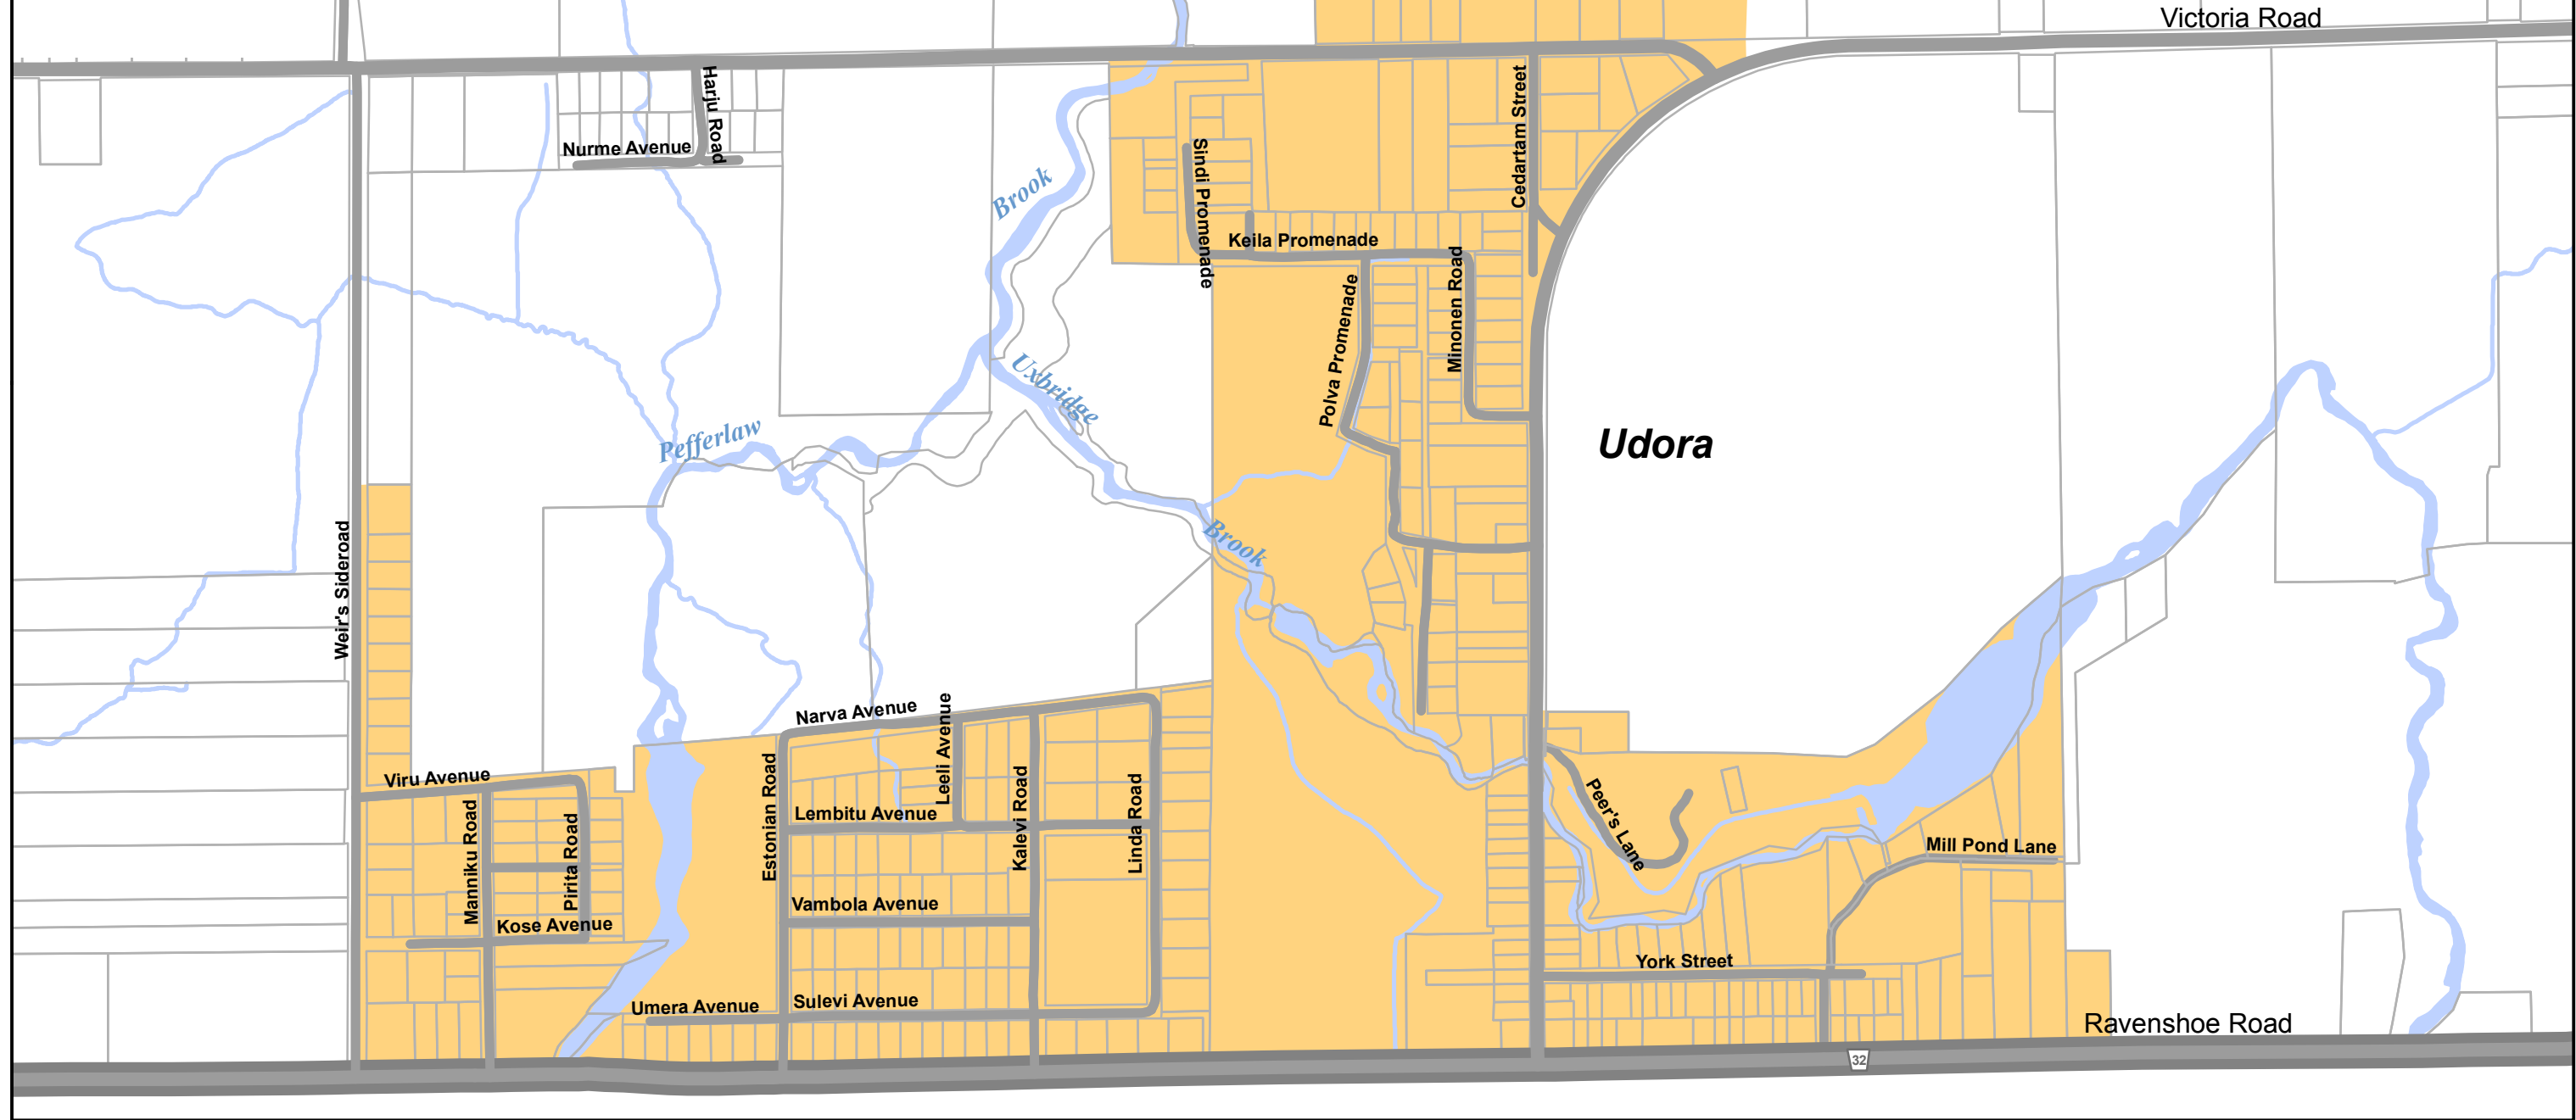 Victoria Road
Harju Road
Nurme Avenue
Cedartam Street
Sindi Promenade
Brook
Keila Promenade
Minonen Road
Polva Promenade
Uxbridge
Pefferlaw
Udora
Brook
Weir's Sideroad
Narva Avenue
Leeli Avenue
Estonian Road
Kalevi Road
Linda Road
Viru Avenue
Manniku Road
Pirita Road
Lembitu Avenue
Peer's Lane
Mill Pond Lane
Vambola Avenue
Kose Avenue
York Street
Umera Avenue
Sulevi Avenue
Ravenshoe Road
32